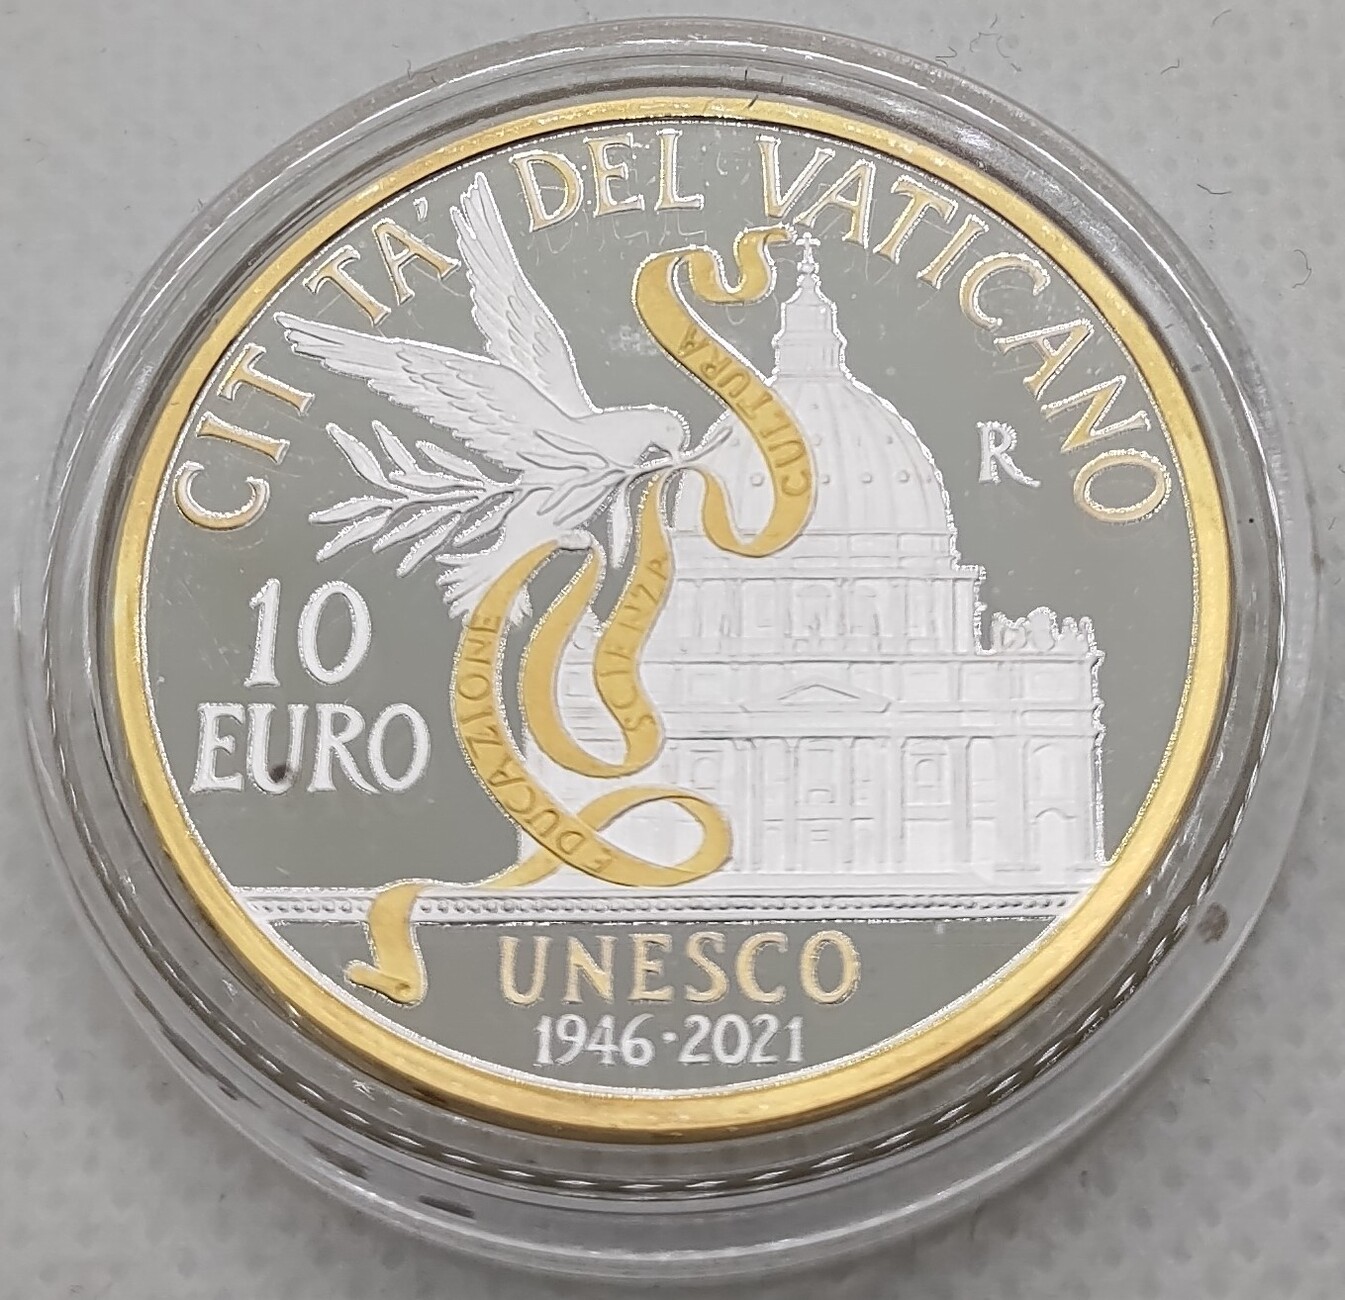 CITTA' DEL VATICANO
CULTURA
R
SCIENZA
EDUCAZIONE
10
EURO
UNESCO
1946·2021